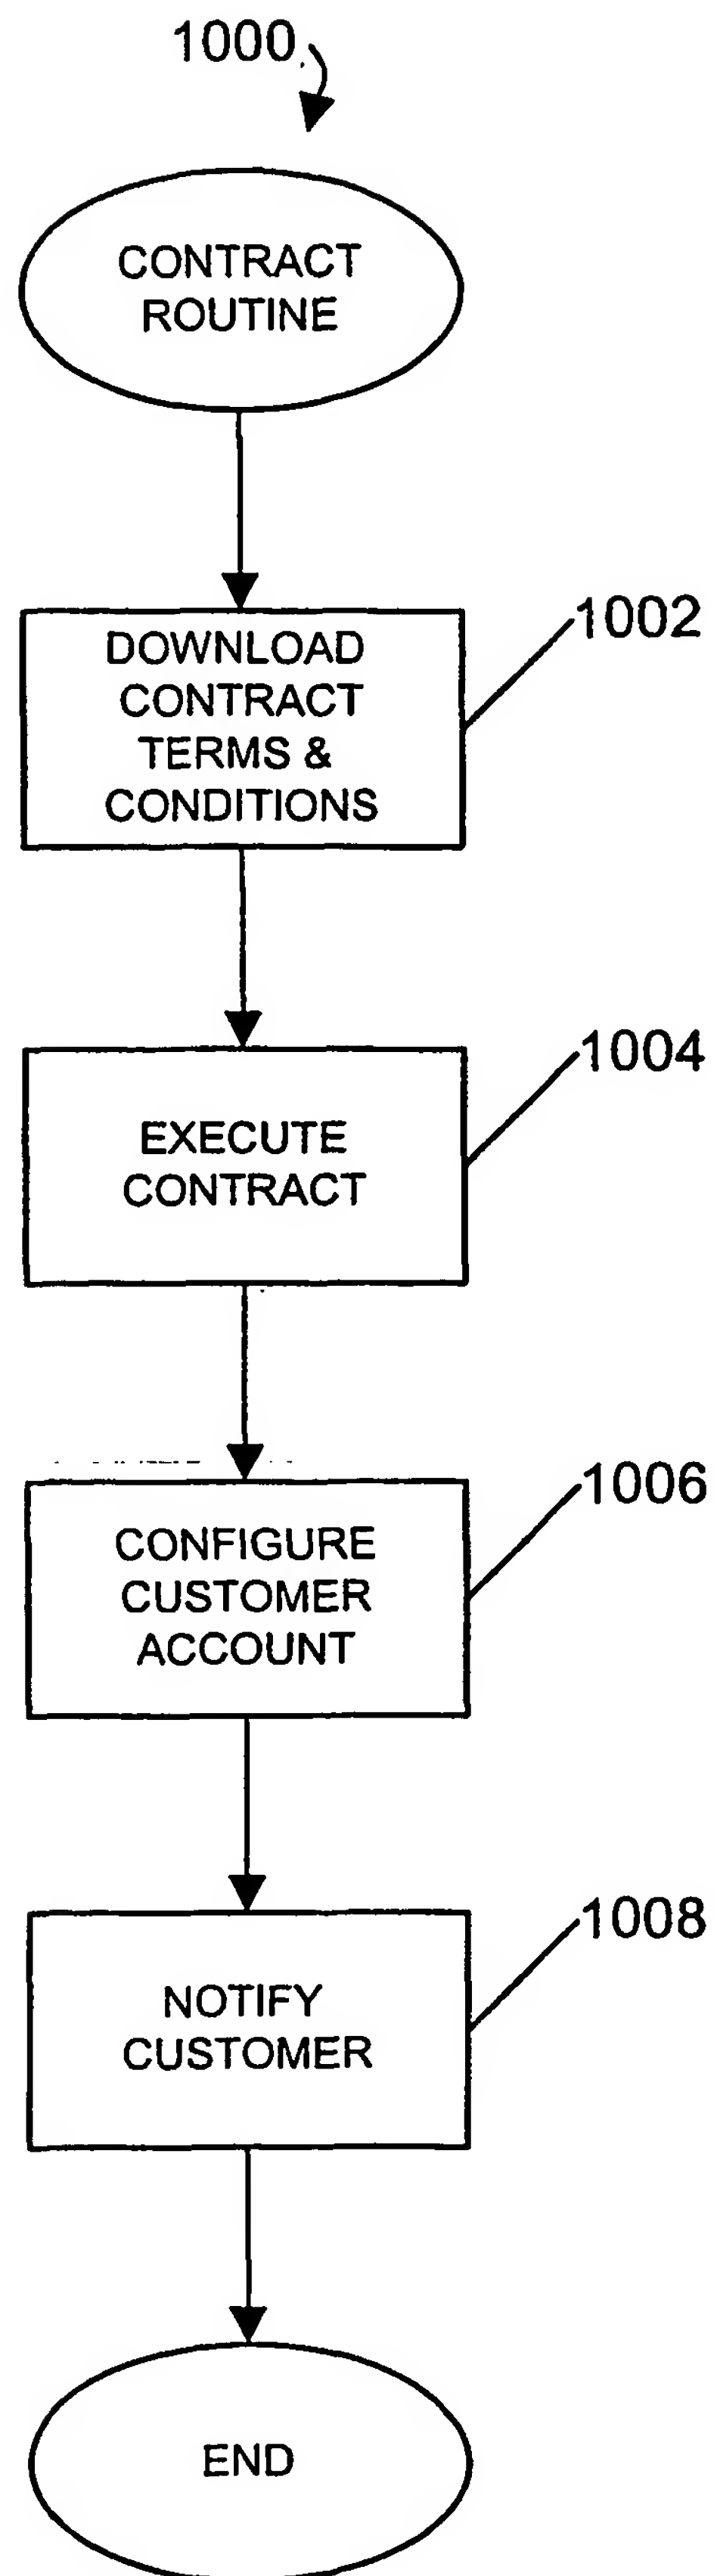 1000
CONTRACT
ROUTINE
1002
DOWNLOAD
CONTRACT
TERMS &
CONDITIONS
1004
EXECUTE
CONTRACT
1006
CONFIGURE
CUSTOMER
ACCOUNT
1008
NOTIFY
CUSTOMER
END